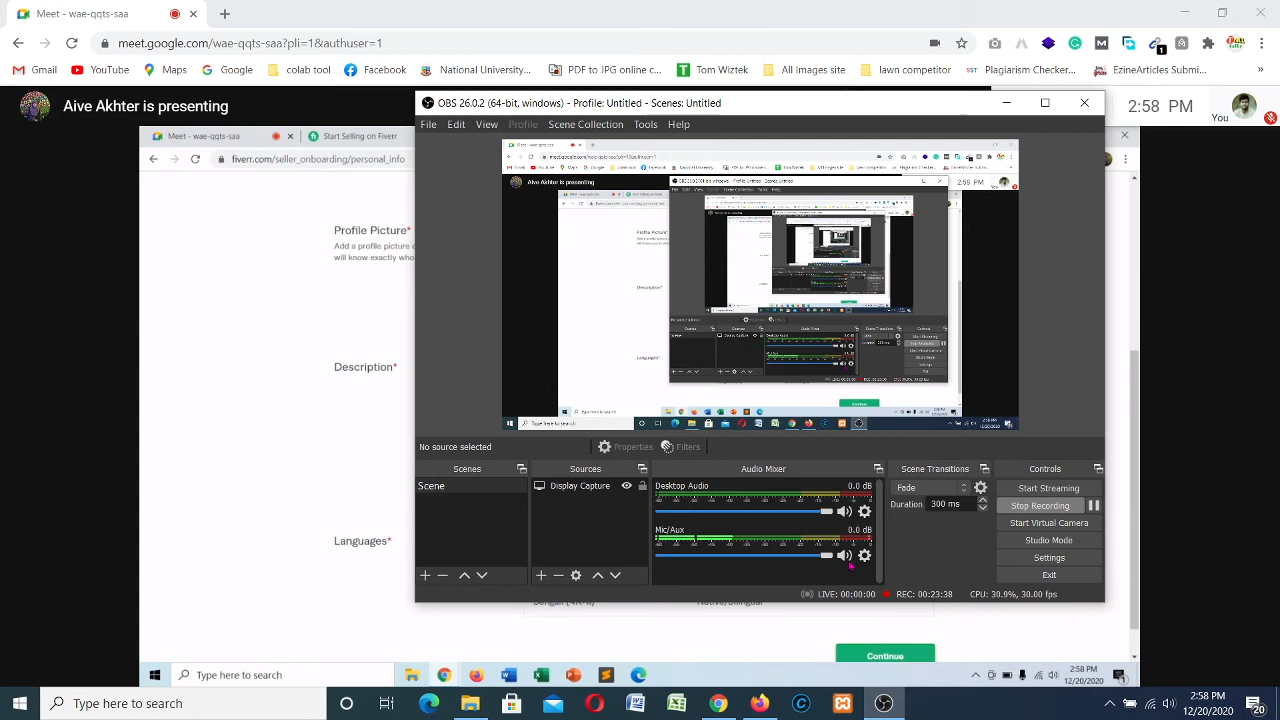 Meet - wae-qqts-saa
meet.google.com/wae-qqts-saa?pli=1&authuser=1
Gmail YouTube Maps Google colab tool Facebook National University... PDF to JPG online c... Tom Wiztek All Images site lawn competitor Plagiarism Checker... EzineArticles Submi... »
Aive Akhter is presenting
2:58 PM
You
Meet - wae-qqts-saa Start Selling on Fiverr
fiverr.com/seller_onboarding/personal_info
Profile Picture*
Add a profile picture
will know exactly who
Description*
Languages*
Continue
Type here to search
2:58 PM
12/20/2020
OBS 26.0.2 (64-bit, windows) - Profile: Untitled - Scenes: Untitled
File Edit View Profile Scene Collection Tools Help
Aive Akhter is presenting
2:58 PM
No source selected Properties Filters
Scenes Sources Audio Mixer Scene Transitions Controls
Scene
Display Capture
Desktop Audio 0.0 dB
Mic/Aux 0.0 dB
Fade
Duration 300 ms
Start Streaming
Stop Recording
Start Virtual Camera
Studio Mode
Settings
Exit
LIVE: 00:00:00 REC: 00:23:38 CPU: 30.9%, 30.00 fps
Type here to search
2:58 PM
12/20/2020
20